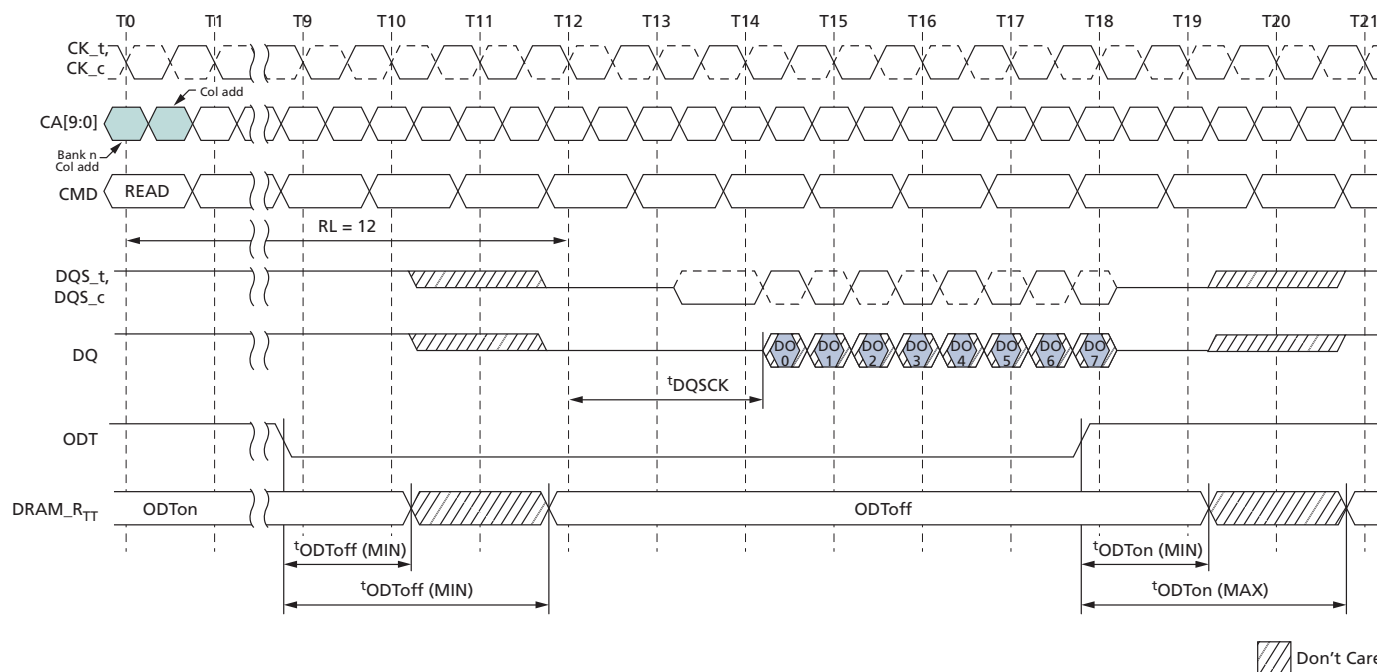 T0 T1 T9 T10 T11 T12 T13 T14 T15 T16 T17 T18 T19 T20 T21
CK_t,
CK_c
Col add
CA[9:0]
Bank n
Col add
CMD READ
RL = 12
DQS_t,
DQS_c
DQ DO 0 DO 1 DO 2 DO 3 DO 4 DO 5 DO 6 DO 7
tDQSCK
ODT
DRAM_RTT ODTon ODToff
tODToff (MIN) tODTon (MIN)
tODToff (MIN) tODTon (MAX)
Don't Care